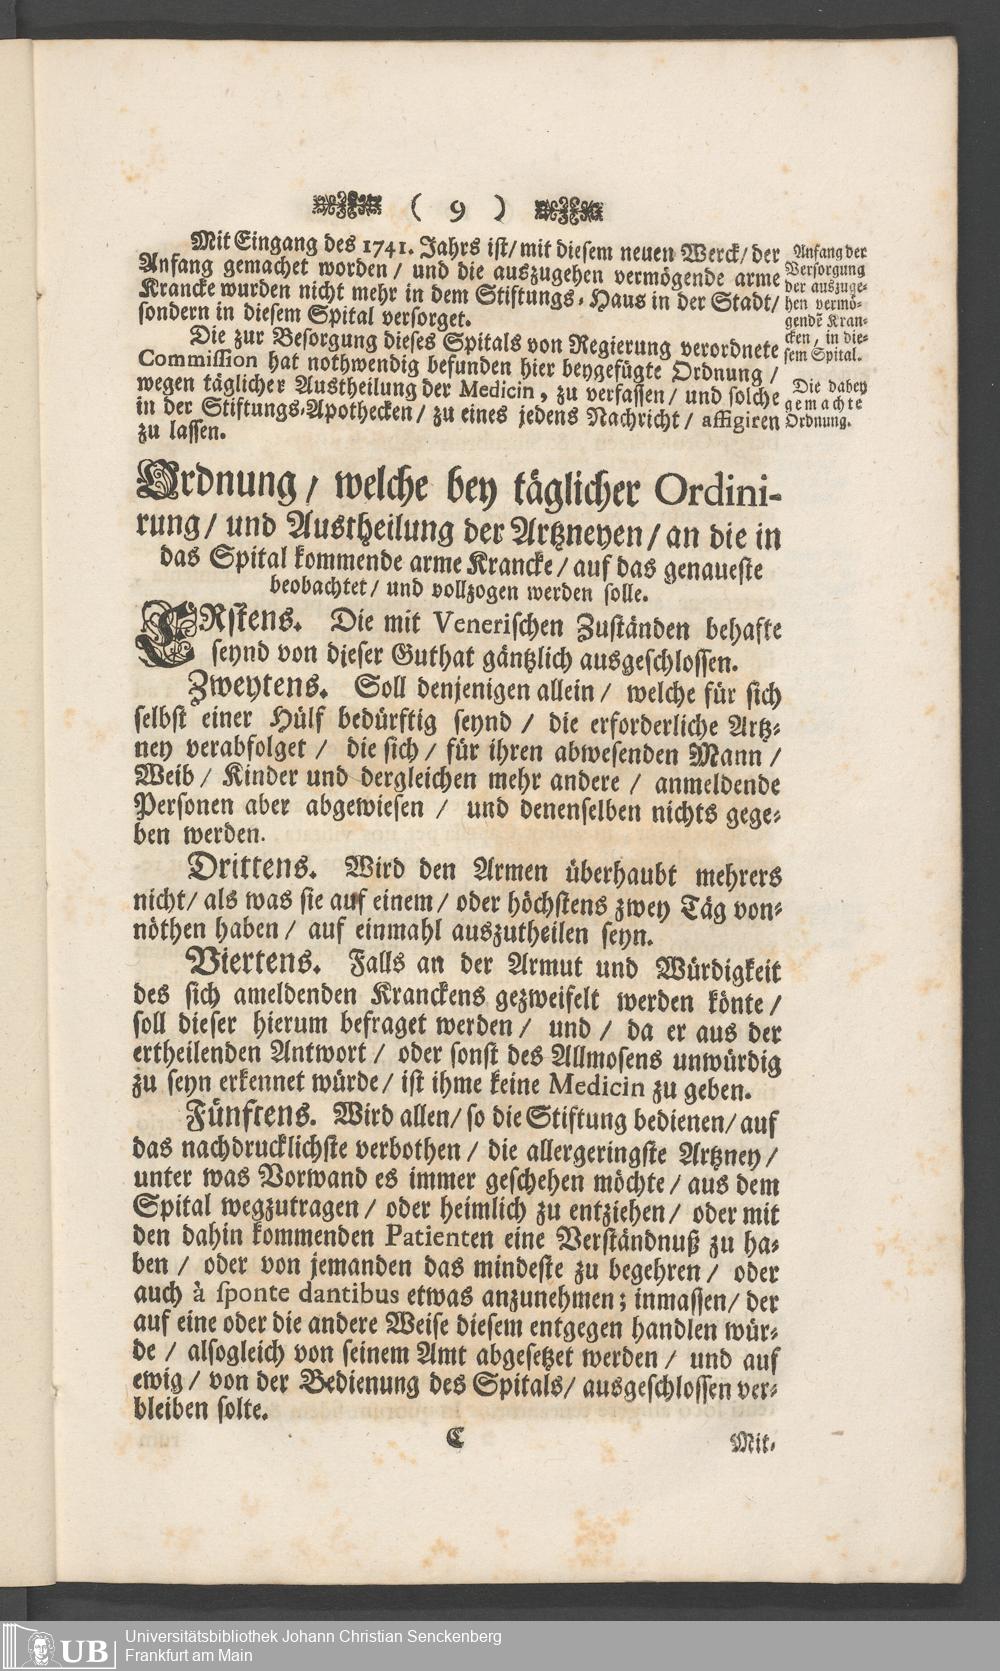 ( 9 )
Mit Eingang des 1741. Jahrs ist/ mit diesem neuen Werck/ der
Anfang gemachet worden / und die auszugehen vermögende arme
Krancke wurden nicht mehr in dem Stiftungs-Haus in der Stadt/
sondern in diesem Spital versorget.
Anfang der
Versorgung
der auszuge-
hen vermö-
gendẽ Kran-
cken, in die-
sem Spital.
Die zur Besorgung dieses Spitals von Regierung verordnete
Commission hat nothwendig befunden hier beygefügte Ordnung /
wegen täglicher Austheilung der Medicin, zu verfassen/ und solche
in der Stiftungs-Apothecken/ zu eines jedens Nachricht/ affigiren
zu lassen.
Die dabey
gemachte
Ordnung.
Ordnung / welche bey täglicher Ordini-
rung/ und Austheilung der Artzneyen/ an die in
das Spital kommende arme Krancke/ auf das genaueste
beobachtet/ und vollzogen werden solle.
ERstens. Die mit Venerischen Zuständen behafte
seynd von dieser Guthat gäntzlich ausgeschlossen.
Zweytens. Soll denjenigen allein/ welche für sich
selbst einer Hülf bedürftig seynd / die erforderliche Artz-
ney verabfolget / die sich/ für ihren abwesenden Mann /
Weib / Kinder und dergleichen mehr andere / anmeldende
Personen aber abgewiesen / und denenselben nichts gege-
ben werden.
Drittens. Wird den Armen überhaubt mehrers
nicht/ als was sie auf einem/ oder höchstens zwey Täg von-
nöthen haben/ auf einmahl auszutheilen seyn.
Viertens. Falls an der Armut und Würdigkeit
des sich ameldenden Kranckens gezweifelt werden könte/
soll dieser hierum befraget werden/ und/ da er aus der
ertheilenden Antwort/ oder sonst des Allmosens unwürdig
zu seyn erkennet würde/ ist ihme keine Medicin zu geben.
Fünftens. Wird allen/ so die Stiftung bedienen/ auf
das nachdrucklichste verbothen/ die allergeringste Artzney/
unter was Vorwand es immer geschehen möchte/ aus dem
Spital wegzutragen/ oder heimlich zu entziehen/ oder mit
den dahin kommenden Patienten eine Verständnuß zu ha-
ben / oder von jemanden das mindeste zu begehren/ oder
auch à sponte dantibus etwas anzunehmen; inmassen/ der
auf eine oder die andere Weise diesem entgegen handlen wür-
de / alsogleich von seinem Amt abgesetzet werden/ und auf
ewig/ von der Bedienung des Spitals/ ausgeschlossen ver-
bleiben solte.
C
Mit-
UB
Universitätsbibliothek Johann Christian Senckenberg
Frankfurt am Main